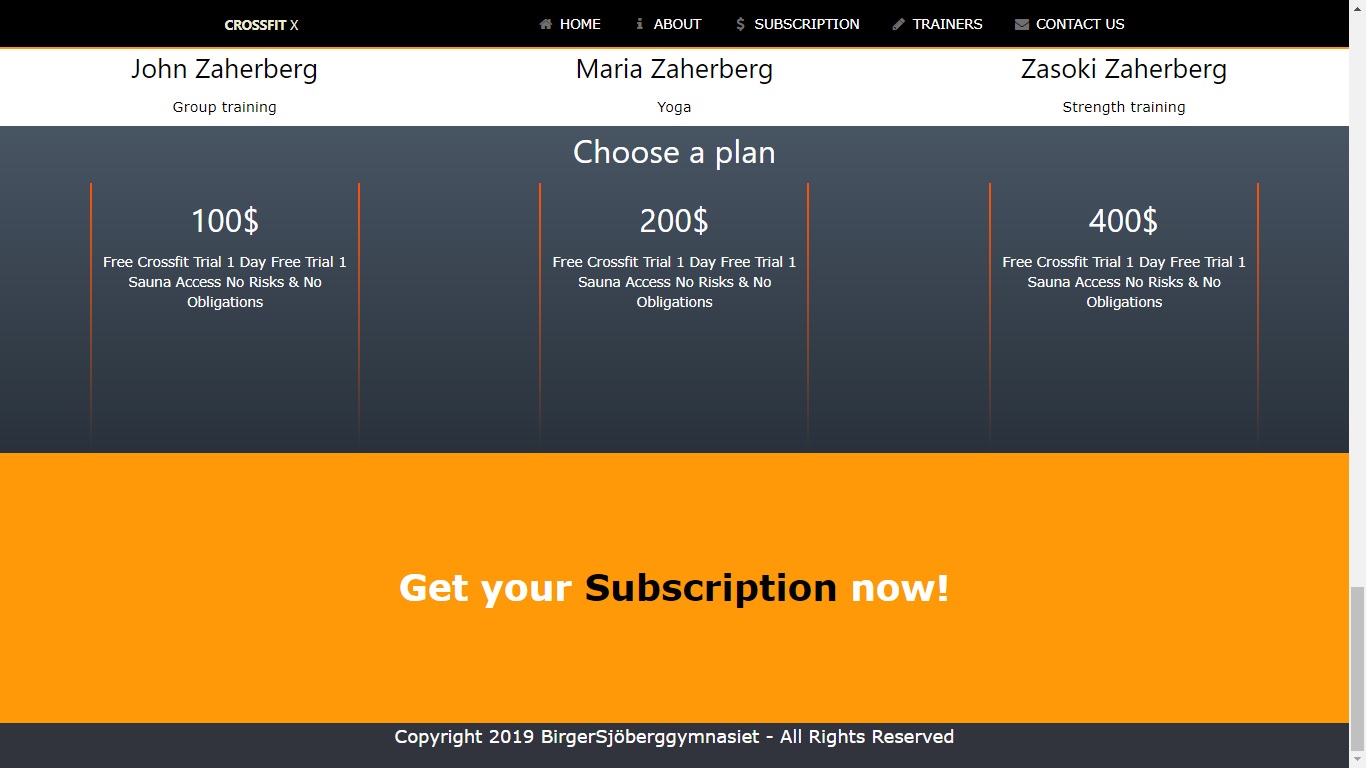 CROSSFIT X HOME ABOUT SUBSCRIPTION TRAINERS CONTACT US
John Zaherberg
Group training
Maria Zaherberg
Yoga
Zasoki Zaherberg
Strength training
Choose a plan
100$
Free Crossfit Trial 1 Day Free Trial 1
Sauna Access No Risks & No
Obligations
200$
Free Crossfit Trial 1 Day Free Trial 1
Sauna Access No Risks & No
Obligations
400$
Free Crossfit Trial 1 Day Free Trial 1
Sauna Access No Risks & No
Obligations
Get your Subscription now!
Copyright 2019 BirgerSjöberggymnasiet - All Rights Reserved